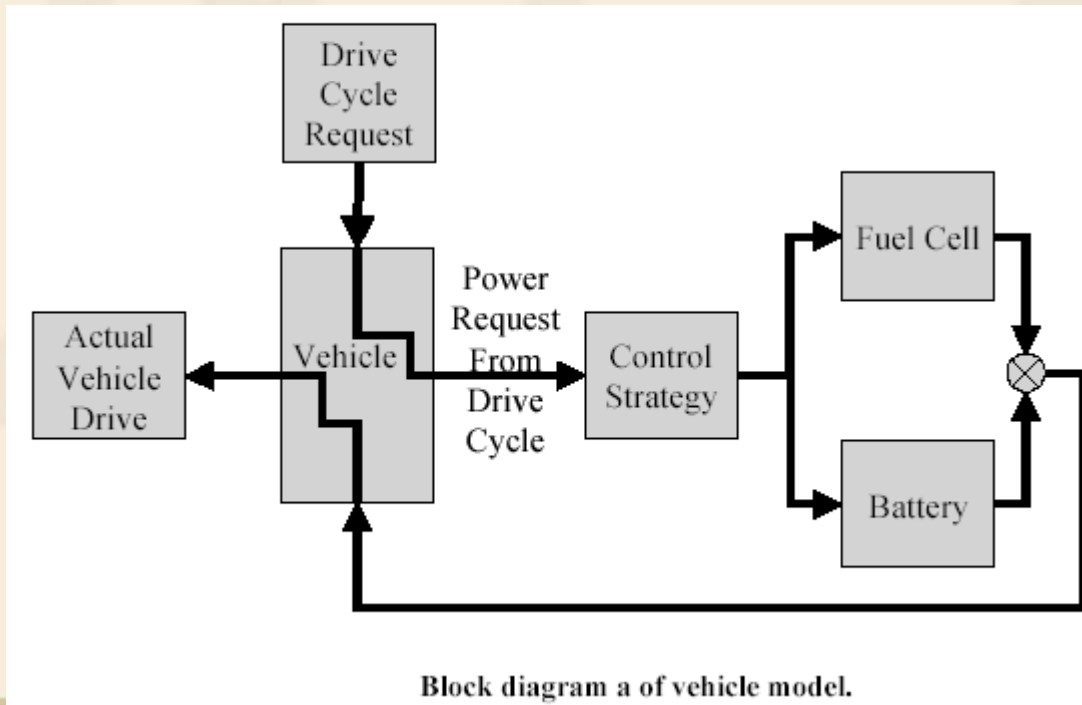 Drive
Cycle
Request
Actual
Vehicle
Drive
Vehicle
Power
Request
From
Drive
Cycle
Control
Strategy
Fuel Cell
Battery
Block diagram a of vehicle model.